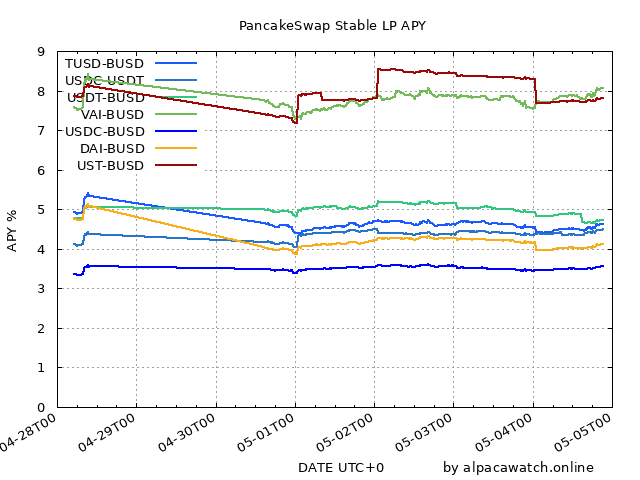 PancakeSwap Stable LP APY
9
8
7
6
5
4
3
2
1
0
APY %
TUSD-BUSD
USDC-USDT
USDT-BUSD
VAI-BUSD
USDC-BUSD
DAI-BUSD
UST-BUSD
04-28T00
04-29T00
04-30T00
05-01T00
05-02T00
05-03T00
05-04T00
05-05T00
DATE UTC+0
by alpacawatch.online